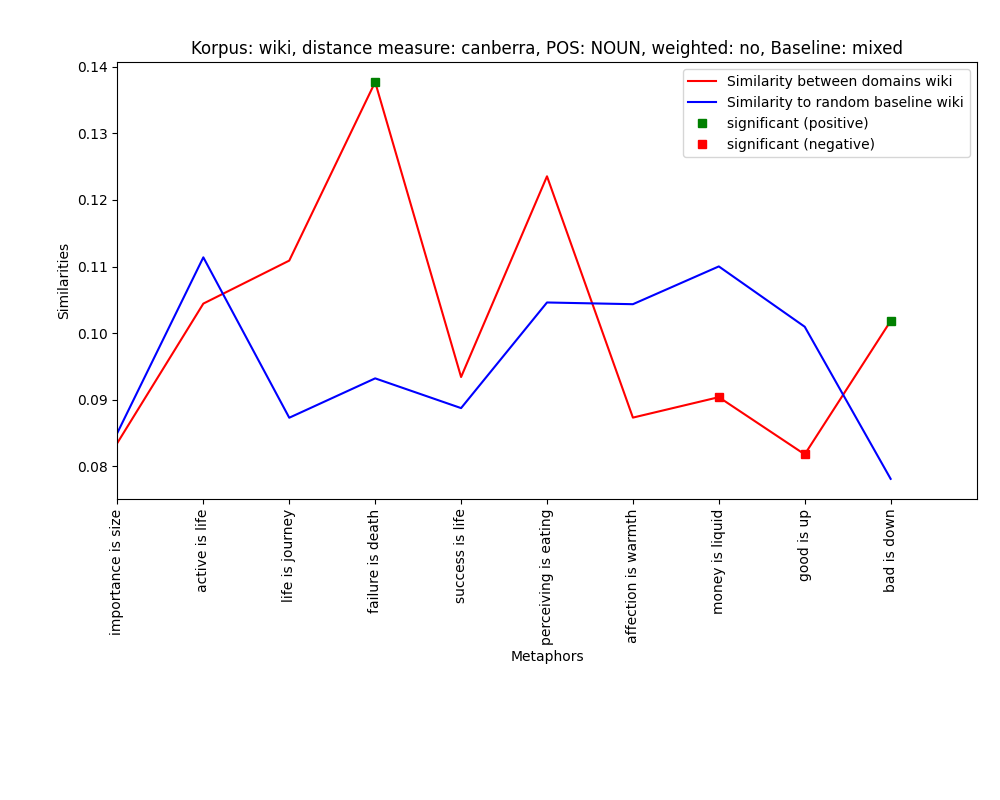 Korpus: wiki, distance measure: canberra, POS: NOUN, weighted: no, Baseline: mixed
Similarity between domains wiki
Similarity to random baseline wiki
significant (positive)
significant (negative)
0.14
0.13
0.12
0.11
0.10
0.09
0.08
Similarities
importance is size
active is life
life is journey
failure is death
success is life
perceiving is eating
affection is warmth
money is liquid
good is up
bad is down
Metaphors